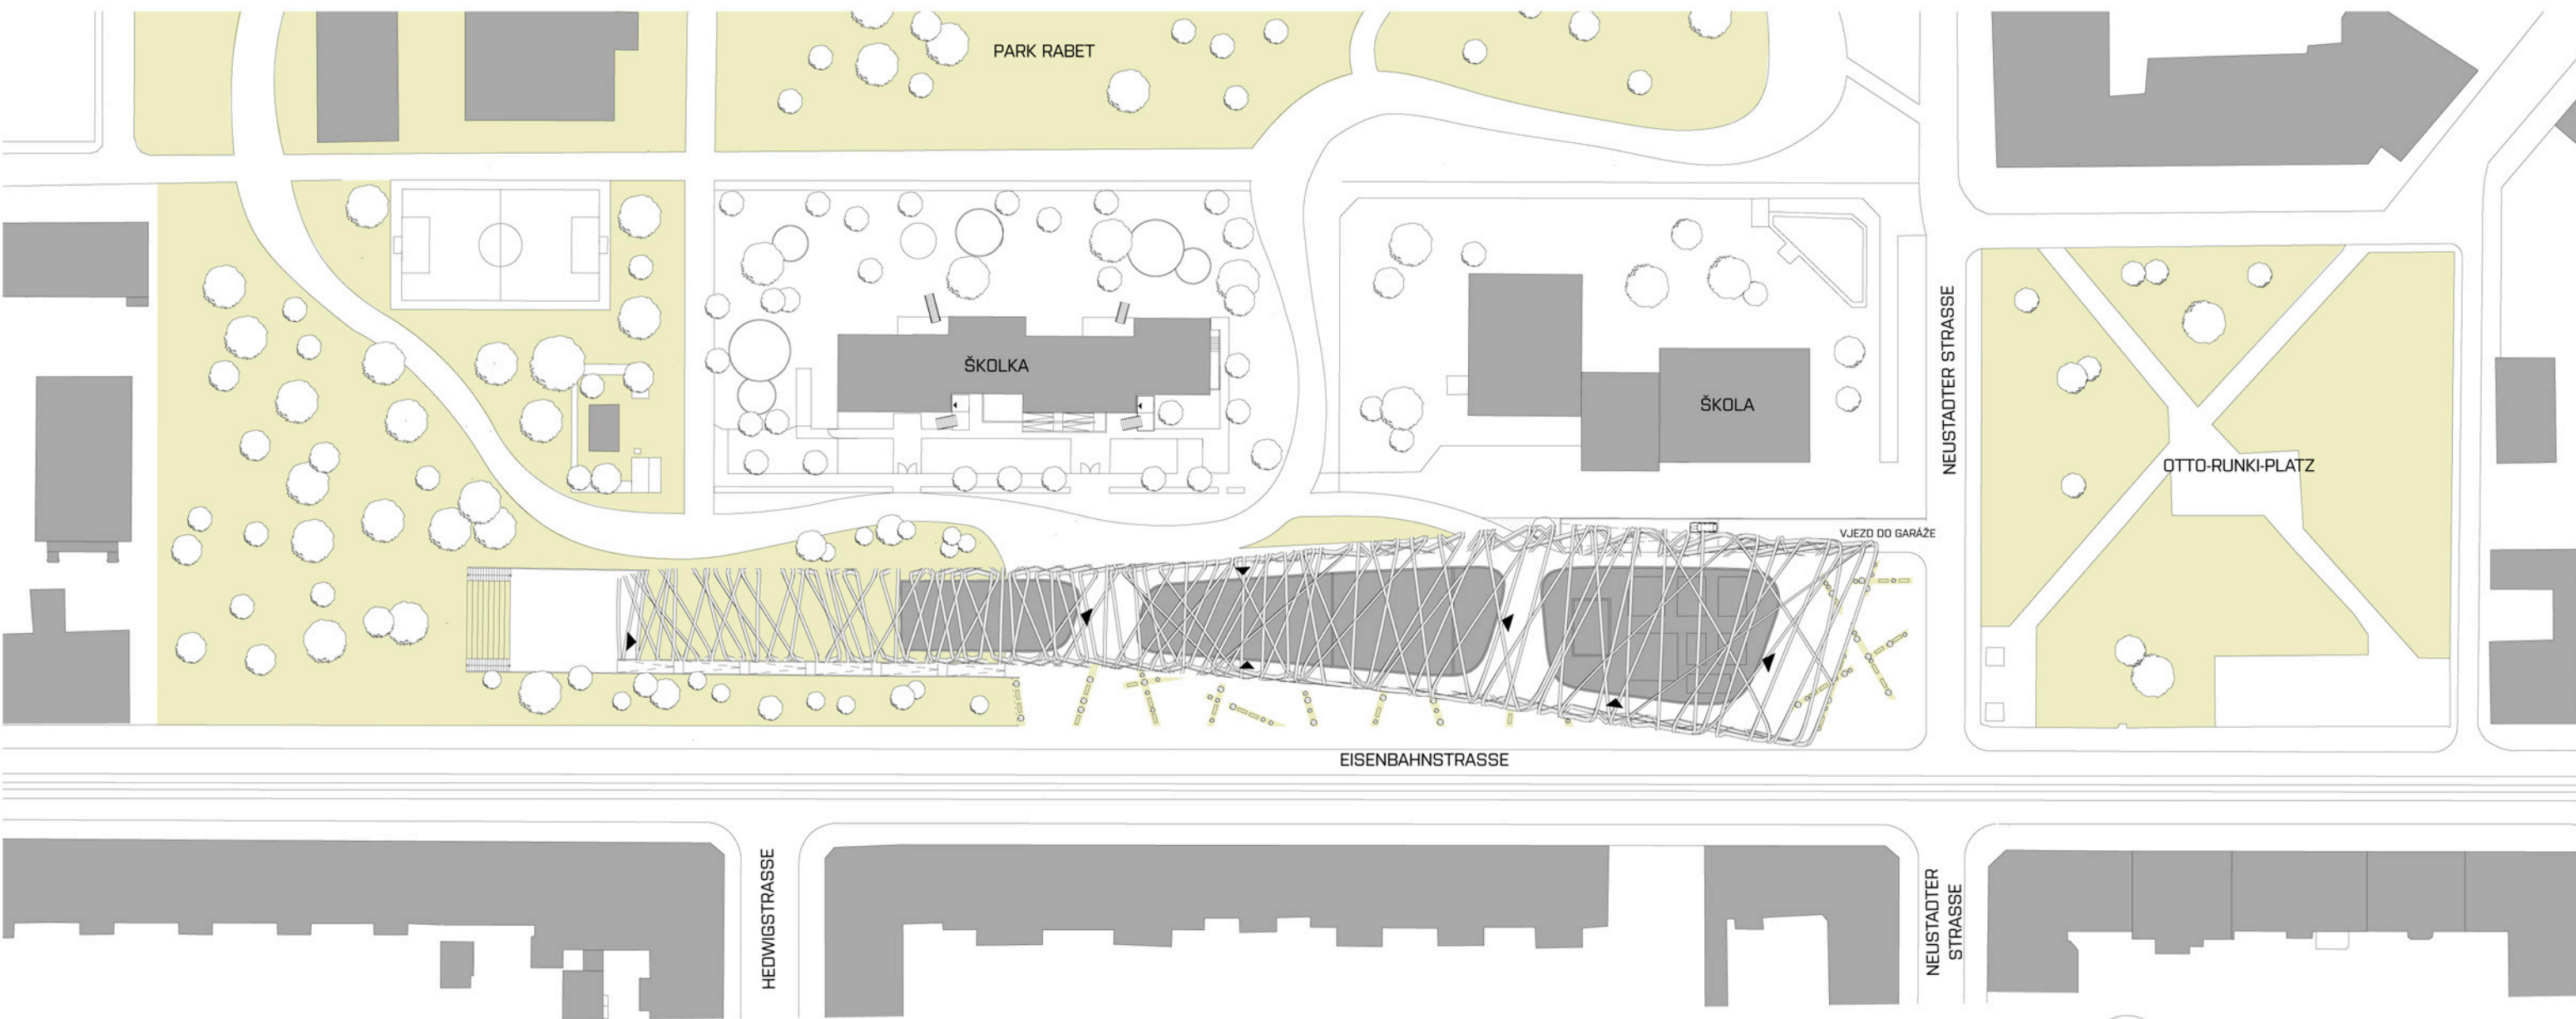 PARK RABET
ŠKOLKA
ŠKOLA
NEUSTADTER STRASSE
OTTO-RUNKI-PLATZ
VJEZD DO GARÁŽE
EISENBAHNSTRASSE
HEDWIGSTRASSE
NEUSTADTER
STRASSE